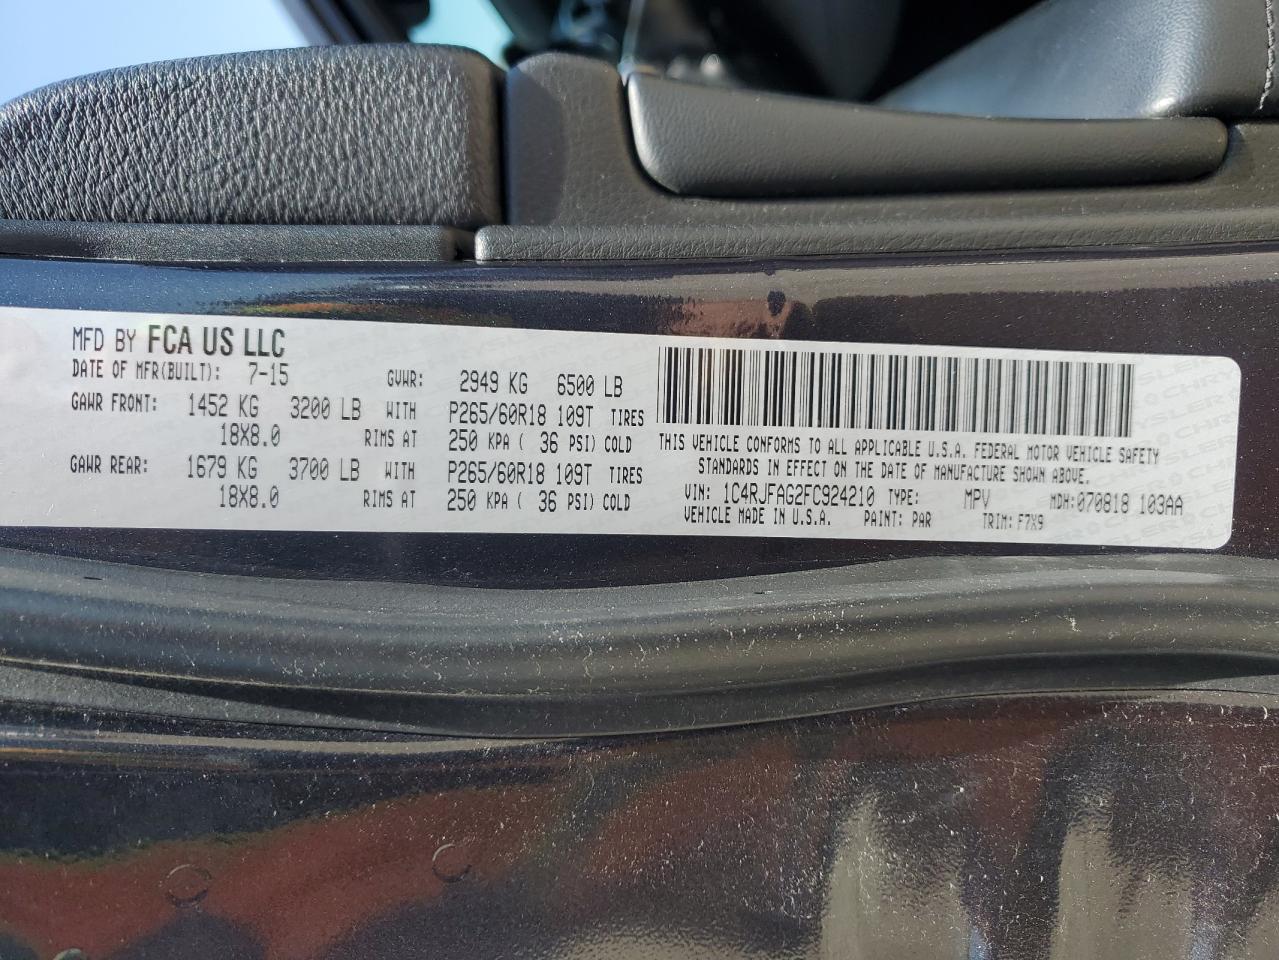 MFD BY FCA US LLC
DATE OF MFR(BUILT): 7-15 GVWR: 2949 KG 6500 LB
GAWR FRONT: 1452 KG 3200 LB WITH P265/60R18 109T TIRES
18X8.0 RIMS AT 250 KPA ( 36 PSI) COLD
GAWR REAR: 1679 KG 3700 LB WITH P265/60R18 109T TIRES
18X8.0 RIMS AT 250 KPA ( 36 PSI) COLD
THIS VEHICLE CONFORMS TO ALL APPLICABLE U.S.A. FEDERAL MOTOR VEHICLE SAFETY
STANDARDS IN EFFECT ON THE DATE OF MANUFACTURE SHOWN ABOVE.
VIN: 1C4RJFAG2FC924210 TYPE: MPV MDH:070818 103AA
VEHICLE MADE IN U.S.A. PAINT: PAR TRIM: F7X9